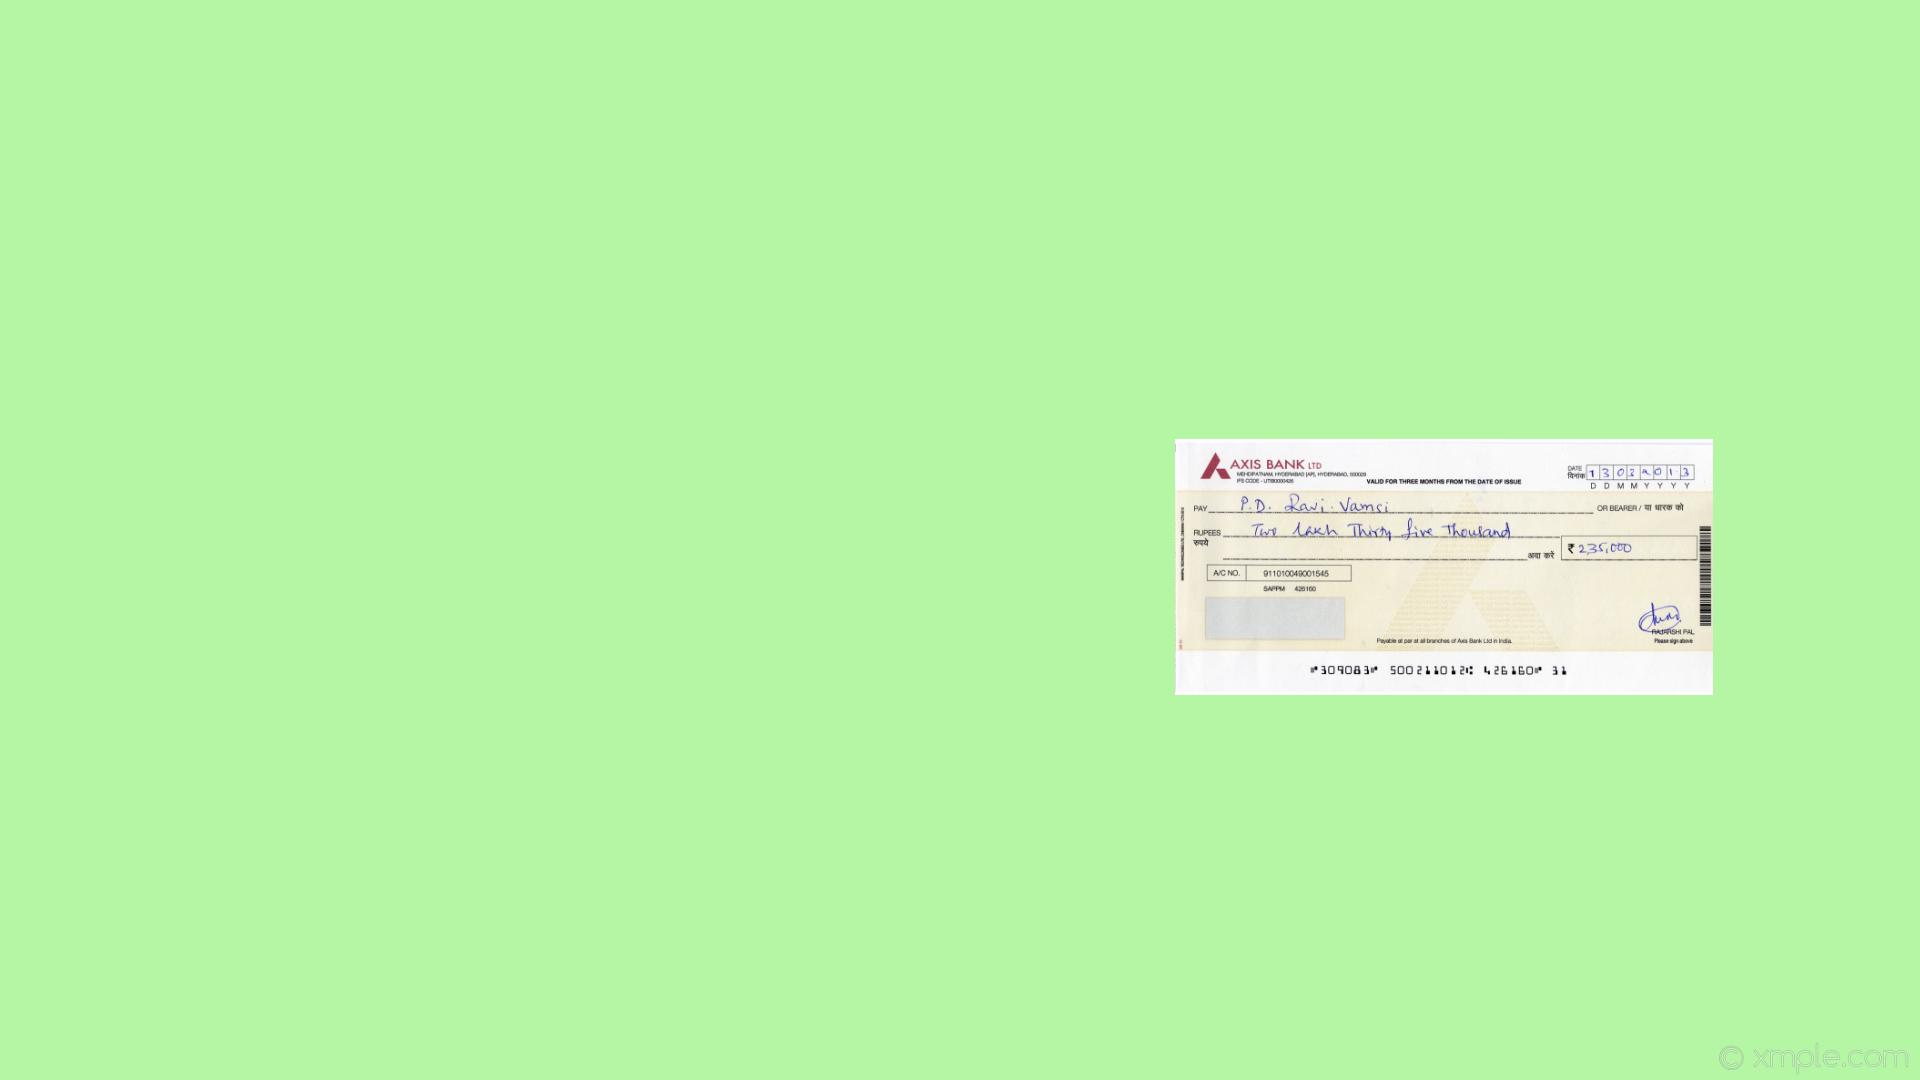 AXIS BANK LTD
MEHDIPATNAM, HYDERABAD [AP], HYDERABAD, 500028
IFS CODE - UTIB0000426
VALID FOR THREE MONTHS FROM THE DATE OF ISSUE
DATE
दिनांक
1 3 0 2 2 0 1 3
D D M M Y Y Y Y
PAY P.D. Ravi Vamsi OR BEARER / या धारक को
RUPEES Two lakh Thirty five Thousand
रुपये
अदा करें ₹ 235,000
A/C NO. 911010049001545
SAPPM 426160
RAJARSHI PAL
Please sign above
Payable at par at all branches of Axis Bank Ltd in India.
⑈309083⑈ 500211012⑆ 426160⑈ 31
© xmple.com